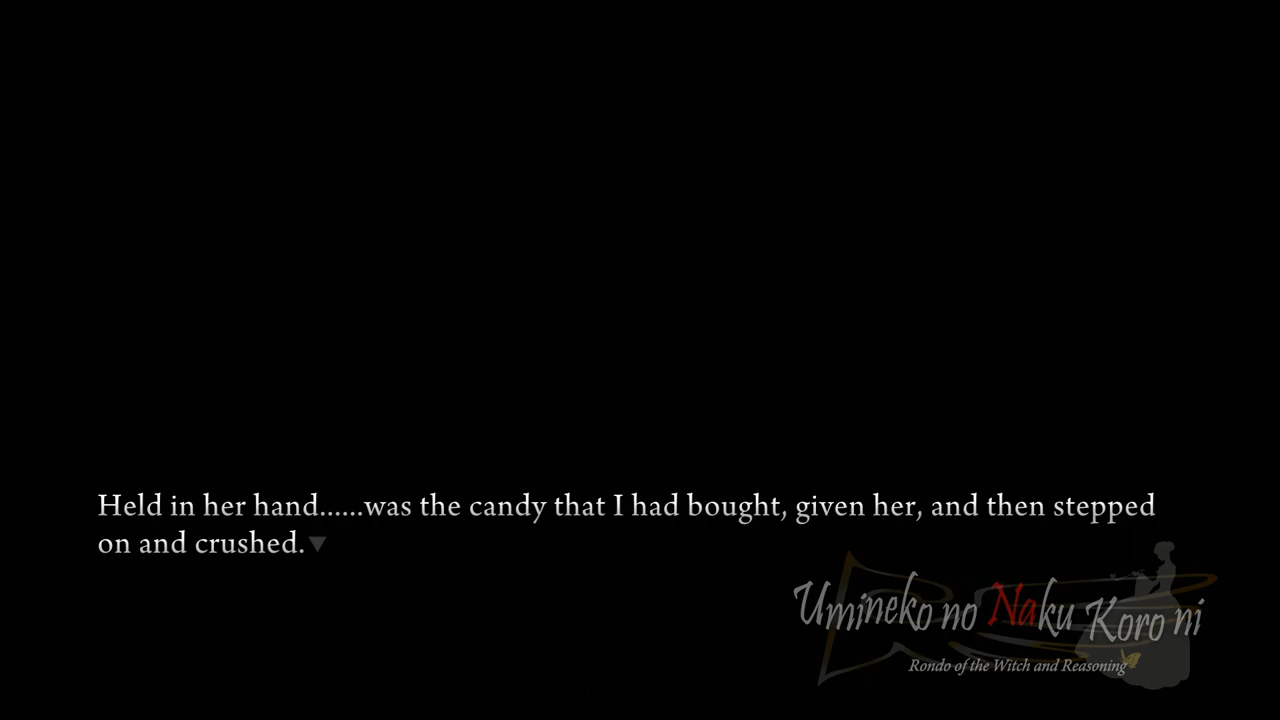 Held in her hand......was the candy that I had bought, given her, and then stepped
on and crushed.
Umineko no Naku Koro ni
Rondo of the Witch and Reasoning